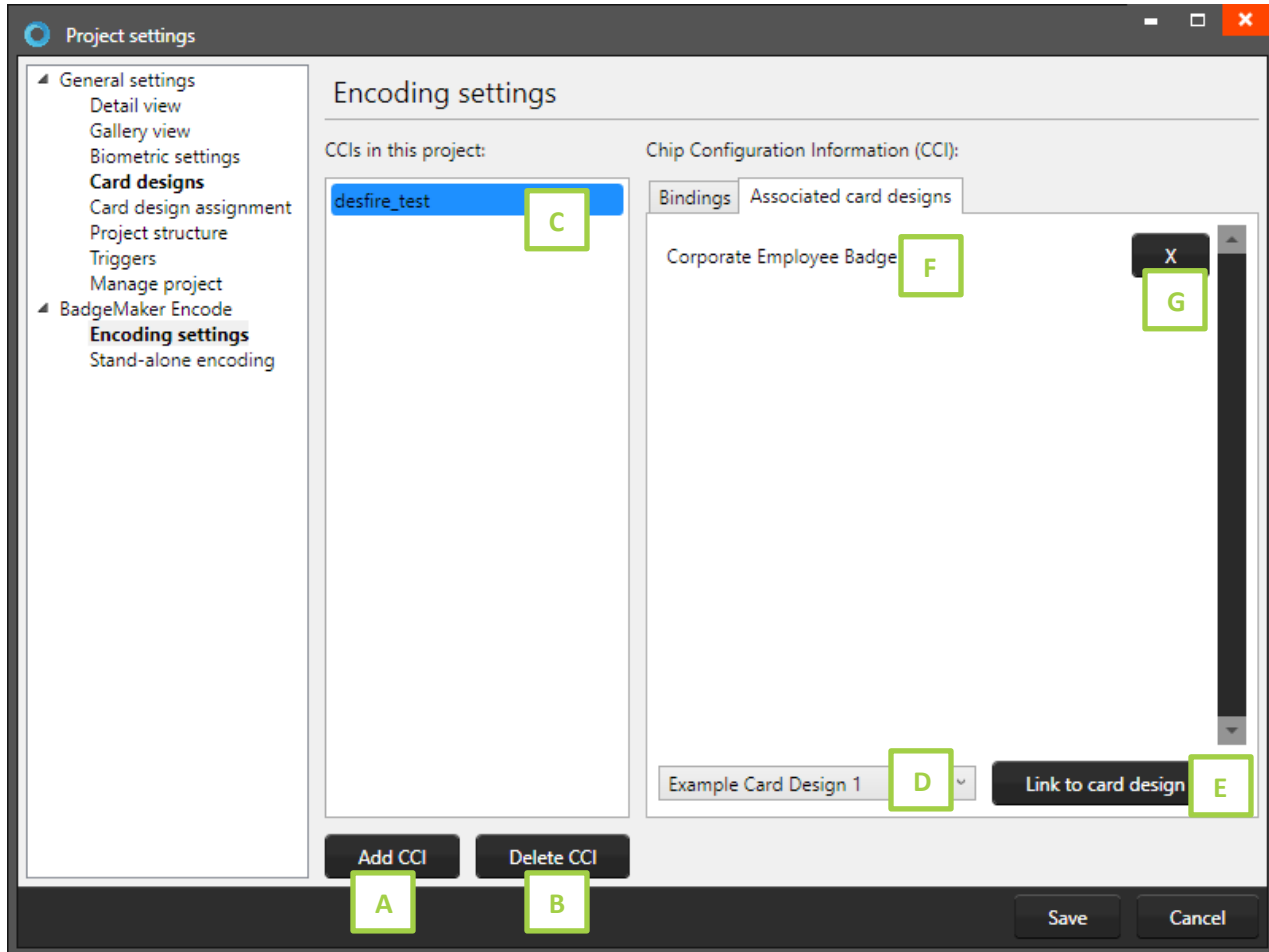 Project settings
General settings
Detail view
Gallery view
Biometric settings
Card designs
Card design assignment
Project structure
Triggers
Manage project
BadgeMaker Encode
Encoding settings
Stand-alone encoding
Encoding settings
CCIs in this project:
desfire_test
C
Add CCI
Delete CCI
A
B
Chip Configuration Information (CCI):
Bindings
Associated card designs
Corporate Employee Badge
F
X
G
Example Card Design 1
D
Link to card design
E
Save
Cancel